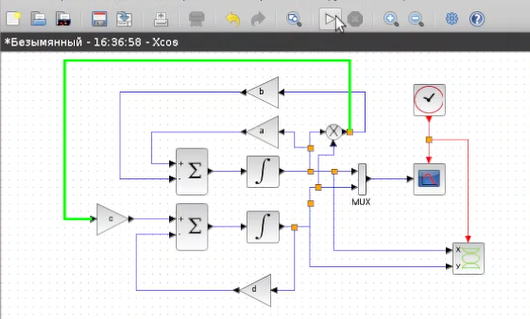 *Безымянный - 16:36:58 - Xcos
b
a
X
+
-
Σ
∫
MUX
c
+
-
Σ
∫
X
y
d